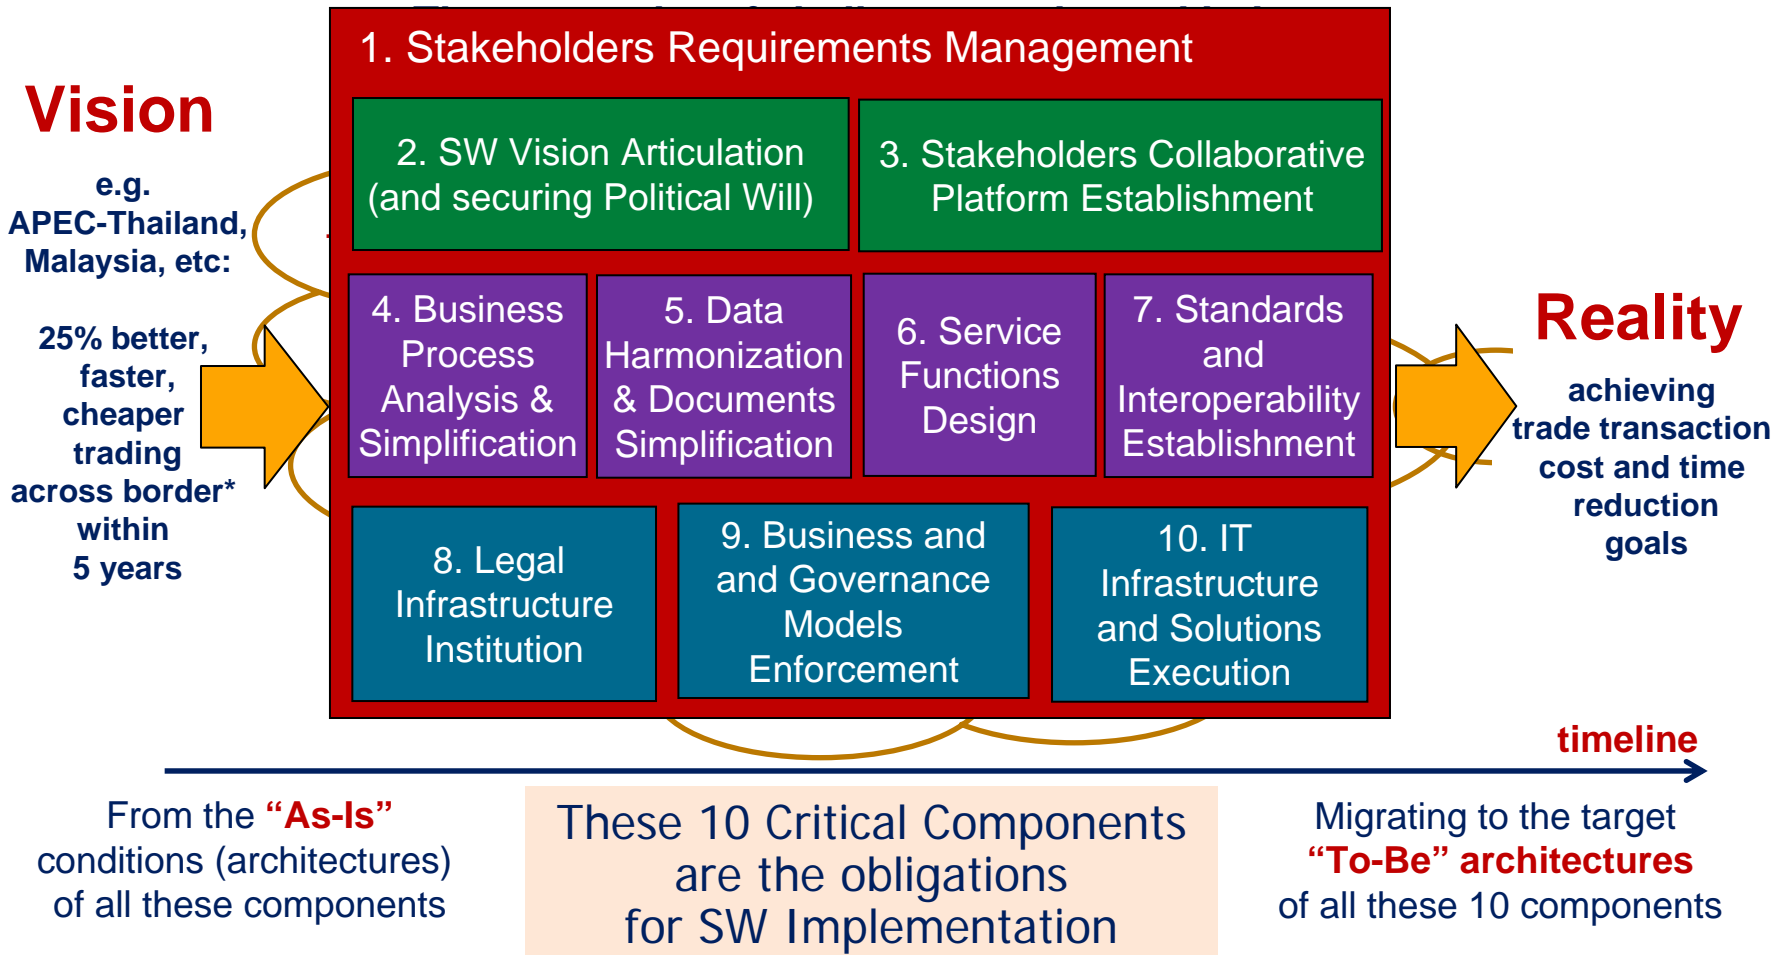 1. Stakeholders Requirements Management
Vision
e.g.
APEC-Thailand,
Malaysia, etc:
25% better,
faster,
cheaper
trading
across border*
within
5 years
2. SW Vision Articulation
(and securing Political Will)
3. Stakeholders Collaborative
Platform Establishment
4. Business
Process
Analysis &
Simplification
5. Data
Harmonization
& Documents
Simplification
6. Service
Functions
Design
7. Standards
and
Interoperability
Establishment
8. Legal
Infrastructure
Institution
9. Business and
and Governance
Models
Enforcement
10. IT
Infrastructure
and Solutions
Execution
Reality
achieving
trade transaction
cost and time
reduction
goals
timeline
From the “As-Is”
conditions (architectures)
of all these components
These 10 Critical Components
are the obligations
for SW Implementation
Migrating to the target
“To-Be” architectures
of all these 10 components